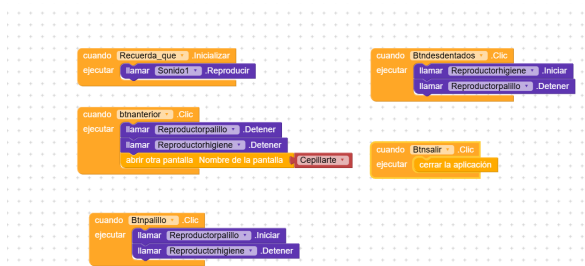 cuando Recuerda_que .Inicializar
ejecutar llamar Sonido1 .Reproducir
cuando btnanterior .Clic
ejecutar llamar Reproductorpalillo .Detener
llamar Reproductorhigiene .Detener
abrir otra pantalla Nombre de la pantalla Cepillarte
cuando Btnpalillo .Clic
ejecutar llamar Reproductorpalillo .Iniciar
llamar Reproductorhigiene .Detener
cuando Btndesdentados .Clic
ejecutar llamar Reproductorhigiene .Iniciar
llamar Reproductorpalillo .Detener
cuando Btnsalir .Clic
ejecutar cerrar la aplicación